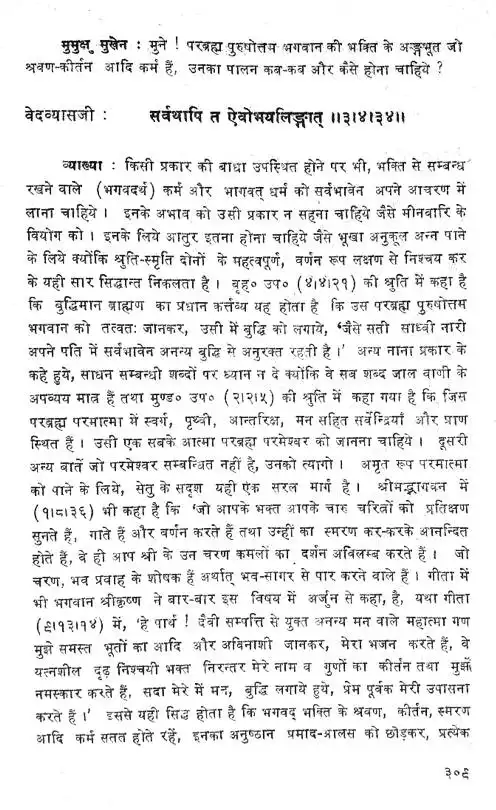 मुमुक्षु मुखेन : मुने ! परब्रह्म पुरुषोत्तम भगवान की भक्ति के अङ्गभूत जो
श्रवण-कीर्तन आदि कर्म हैं, उनका पालन कब-कब और कैसे होना चाहिये ?
वेदव्यासजी : सर्वथापि त ऐवोभयलिङ्गात् ॥३।४।३४॥
व्याख्या : किसी प्रकार की बाधा उपस्थित होने पर भी, भक्ति से सम्बन्ध
रखने वाले (भगवदर्थ) कर्म और भागवत् धर्म को सर्वभावेन अपने आचरण में
लाना चाहिये । इनके अभाव को उसी प्रकार न सहना चाहिये जैसे मीनवारि के
वियोग को । इनके लिये आतुर इतना होना चाहिये जैसे भूखा अनुकूल अन्न पाने
के लिये क्योंकि श्रुति-स्मृति दोनों के महत्वपूर्ण, वर्णन रूप लक्षण से निश्चय कर
के यही सार सिद्धान्त निकलता है । बृह० उप० (४।४।२१) की श्रुति में कहा है
कि बुद्धिमान ब्राह्मण का प्रधान कर्त्तव्य यह होता है कि उस परब्रह्म पुरुषोत्तम
भगवान को तत्वतः जानकर, उसी में बुद्धि को लगाये, 'जैसे सती साध्वी नारी
अपने पति में सर्वभावेन अनन्य बुद्धि से अनुरक्त रहती है ।' अन्य नाना प्रकार के
कहे हुये, साधन सम्बन्धी शब्दों पर ध्यान न दे क्योंकि वे सब शब्द जाल वाणी के
अपव्यय मात्र हैं तथा मुण्ड० उप० (२।२।५) की श्रुति में कहा गया है कि जिस
परब्रह्म परमात्मा में स्वर्ग, पृथ्वी, आन्तरिक्ष, मन सहित सर्वेन्द्रियाँ और प्राण
स्थित हैं । उसी एक सबके आत्मा परब्रह्म परमेश्वर को जानना चाहिये । दूसरी
अन्य बातें जो परमेश्वर सम्बन्धित नहीं है, उनको त्यागो । अमृत रूप परमात्मा
को पाने के लिये, सेतु के सदृश यही एक सरल मार्ग है । श्रीमद्भागवत में
(१।८।३६) भी कहा है कि 'जो आपके भक्त आपके चारु चरित्रों को प्रतिक्षण
सुनते हैं, गाते हैं और वर्णन करते हैं तथा उन्हीं का स्मरण कर-करके आनन्दित
होते हैं, वे ही आप श्री के उन चरण कमलों का दर्शन अविलम्ब करते हैं । जो
चरण, भव प्रवाह के शोषक हैं अर्थात् भव-सागर से पार करने वाले हैं । गीता में
भी भगवान श्रीकृष्ण ने बार-बार इस विषय में अर्जुन से कहा, है, यथा गीता
(९।१३।१४) में, 'हे पार्थ ! दैवी सम्पत्ति से युक्त अनन्य मन वाले महात्मा गण
मुझे समस्त भूतों का आदि और अविनाशी जानकर, मेरा भजन करते हैं, वे
यत्नशील दृढ़ निश्चयी भक्त निरन्तर मेरे नाम व गुणों का कीर्तन तथा मुझे
नमस्कार करते हैं, सदा मेरे में मन, बुद्धि लगाये हुये, प्रेम पूर्वक मेरी उपासना
करते हैं ।' इससे यही सिद्ध होता है कि भगवद् भक्ति के श्रवण, कीर्तन, स्मरण
आदि कर्म सतत होते रहें, इनका अनुष्ठान प्रमाद-आलस को छोड़कर, प्रत्येक
३०९